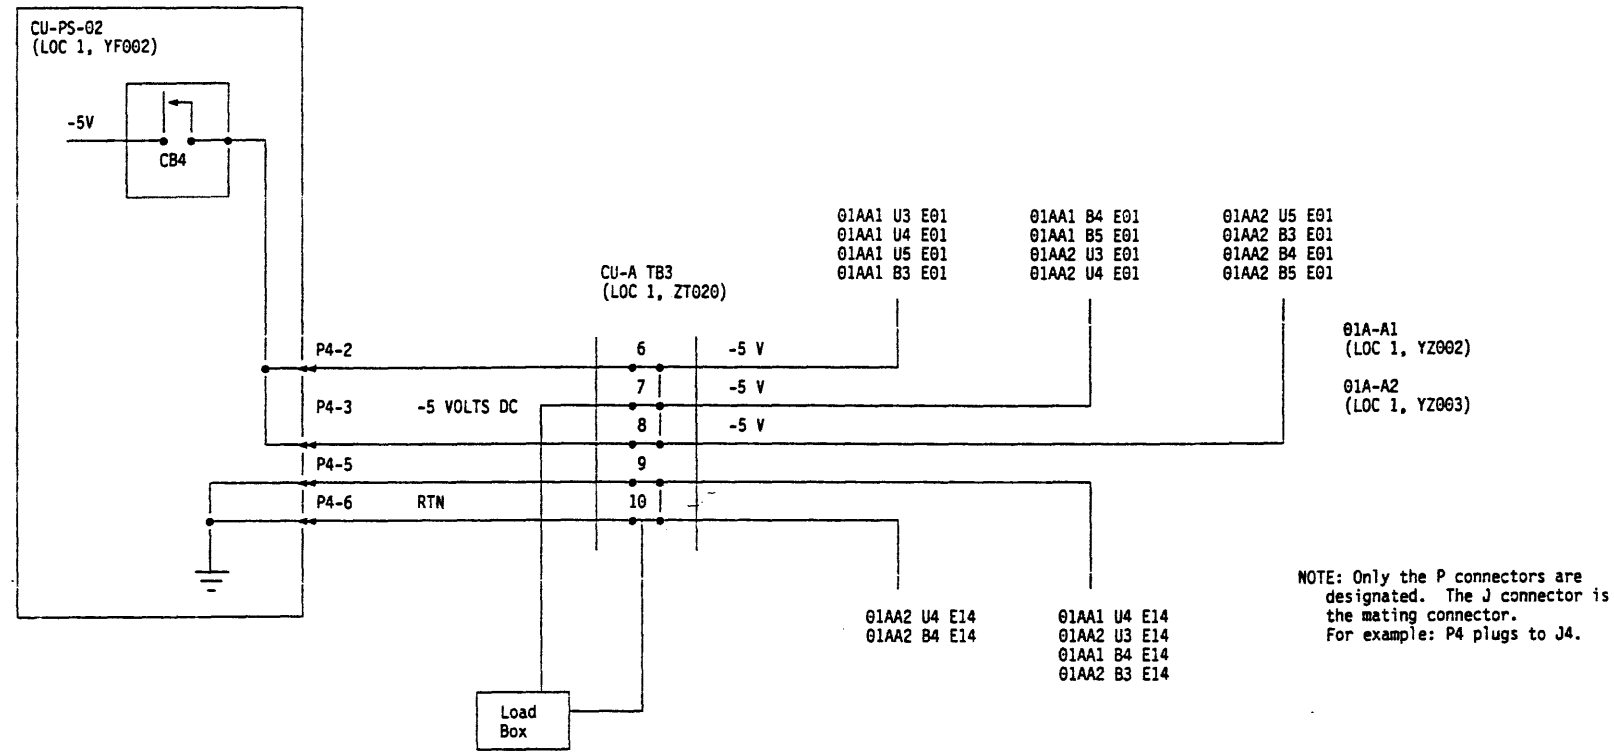 CU-PS-02
(LOC 1, YF002)
-5V
CB4
01AA1 U3 E01
01AA1 U4 E01
01AA1 U5 E01
01AA1 B3 E01
01AA1 B4 E01
01AA1 B5 E01
01AA2 U3 E01
01AA2 U4 E01
01AA2 U5 E01
01AA2 B3 E01
01AA2 B4 E01
01AA2 B5 E01
CU-A TB3
(LOC 1, ZT020)
01A-A1
(LOC 1, YZ002)
01A-A2
(LOC 1, YZ003)
P4-2
6
-5 V
7
-5 V
P4-3
-5 VOLTS DC
8
-5 V
P4-5
9
P4-6
RTN
10
01AA2 U4 E14
01AA2 B4 E14
01AA1 U4 E14
01AA2 U3 E14
01AA1 B4 E14
01AA2 B3 E14
NOTE: Only the P connectors are
designated. The J connector is
the mating connector.
For example: P4 plugs to J4.
Load
Box